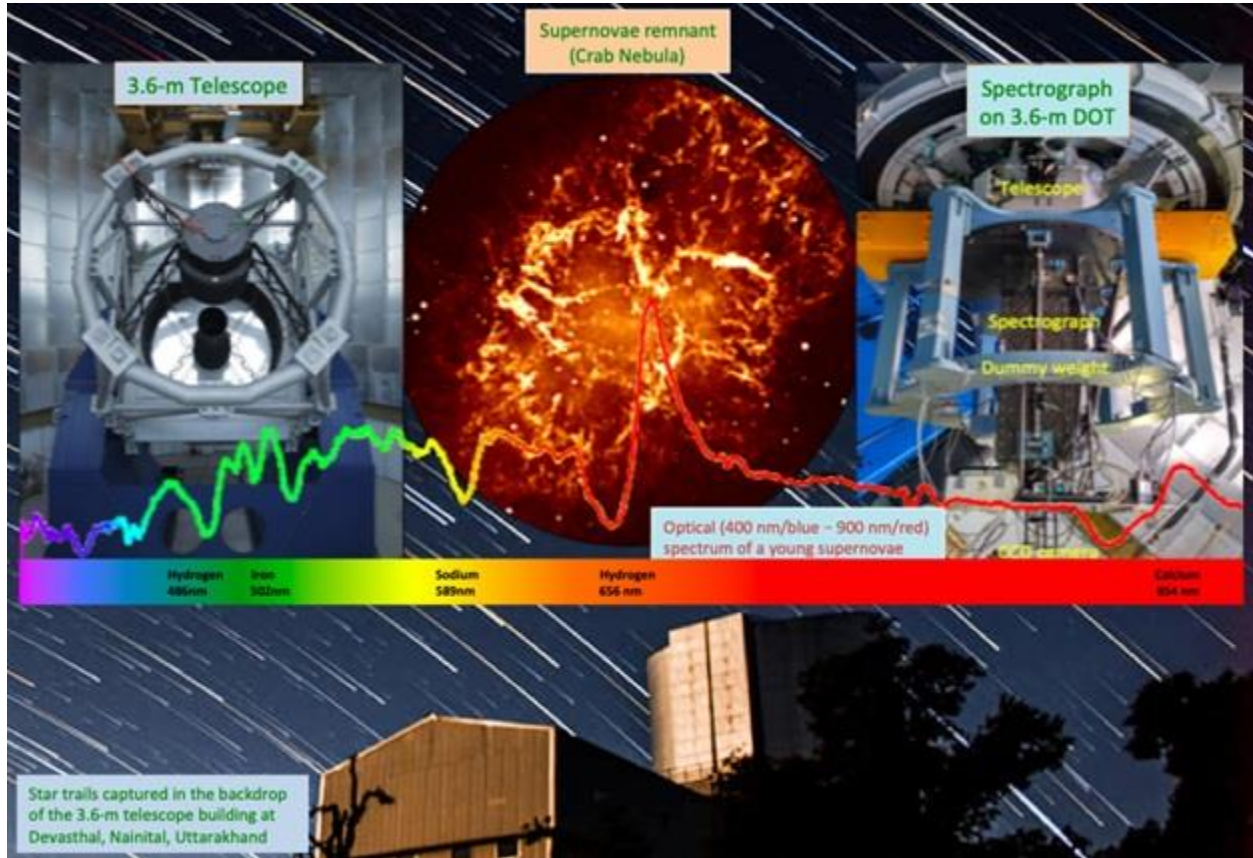 Supernovae remnant
(Crab Nebula)
3.6-m Telescope
Spectrograph
on 3.6-m DOT
Telescope
Spectrograph
Dummy weight
Optical (400 nm/blue – 900 nm/red)
spectrum of a young supernovae
camera
Hydrogen
486nm
Iron
502nm
Sodium
589nm
Hydrogen
656 nm
Calcium
nm
Star trails captured in the backdrop
of the 3.6-m telescope building at
Devasthal, Nainital, Uttarakhand